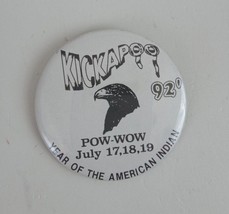 KICKAPOO
92'
POW-WOW
July 17,18,19
YEAR OF THE AMERICAN INDIAN